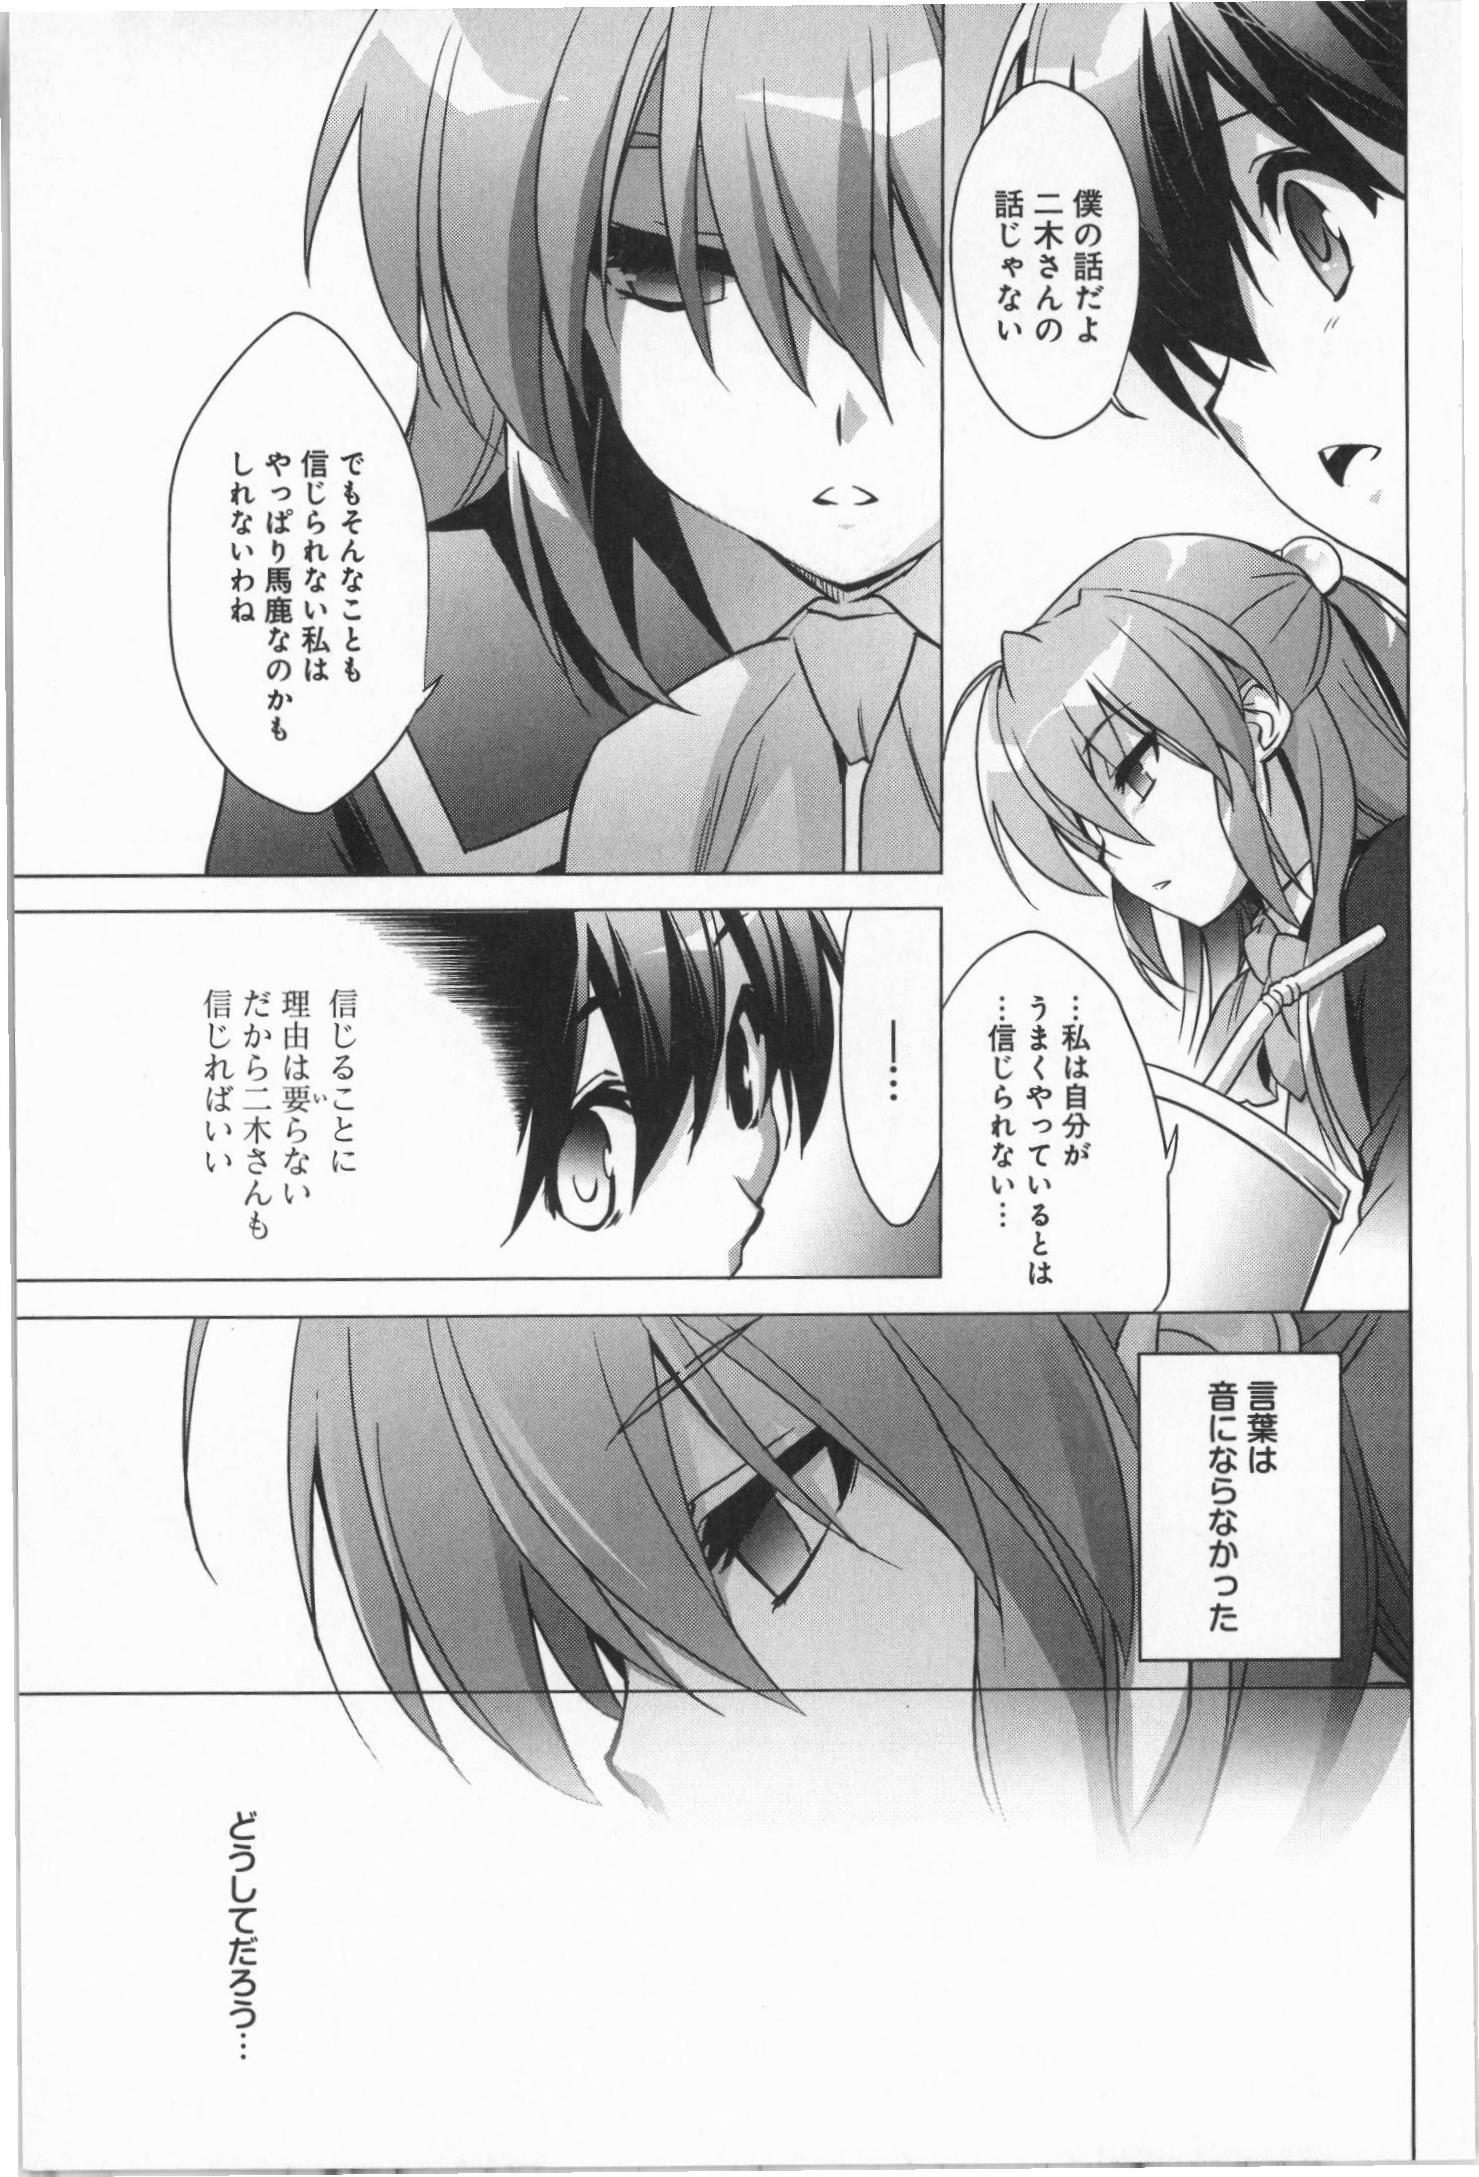 僕の話だよ
二木さんの
話じゃない
…私は自分が
うまくやっているとは
…信じられない…
でもそんなことも
信じられない私は
やっぱり馬鹿なのかも
しれないわね
―…
信じることに
理由は要らない
い
だから二木さんも
信じればいい
言葉は
音にならなかった
どうしてだろう…